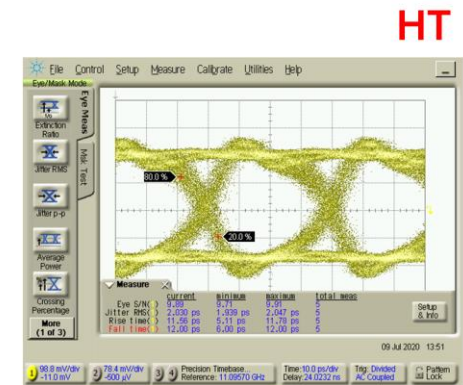 HT
File Control Setup Measure Calibrate Utilities Help
Eye/Mask Mode
Eye Meas
Mask Test
Extinction
Ratio
Jitter RMS
Jitter p-p
Average
Power
Crossing
Percentage
More
(1 of 3)
80.0 %
20.0 %
Measure
current minimum maximum total meas
Eye S/N( ) 9.89 9.71 9.91 5
Jitter RMS( ) 2.030 ps 1.939 ps 2.047 ps 5
Rise time( ) 11.56 ps 5.11 ps 11.78 ps 5
Fall time( ) 12.00 ps 6.00 ps 12.00 ps 5
Setup
& Info
09 Jul 2020 13:51
1) 98.8 mV/div
-11.0 mV
2) 78.4 mV/div
-600 µV
3) 4)
Precision Timebase...
Reference: 11.09570 GHz
Time:10.0 ps/div
Delay:24.0232 ns
Trig: Divided
AC Coupled
Pattern
Lock